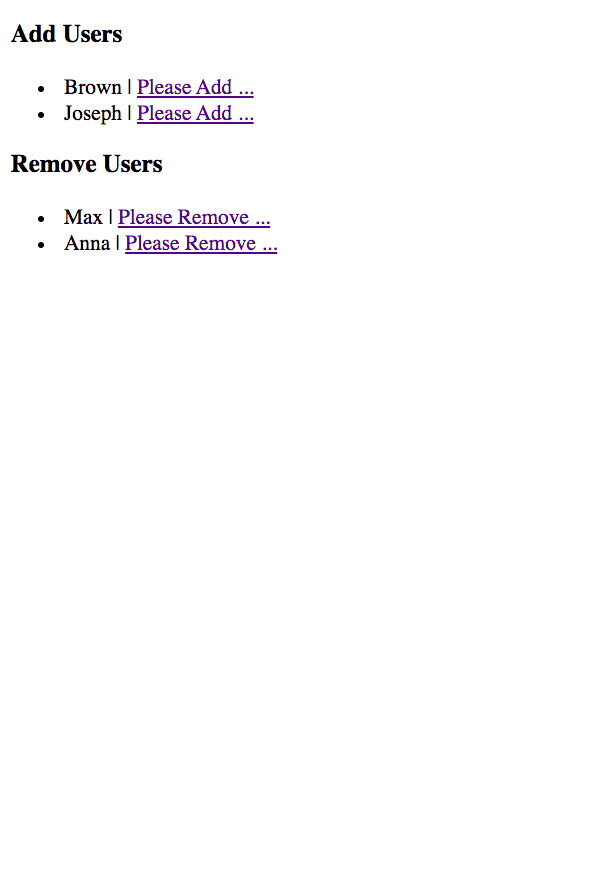 Add Users
• Brown | Please Add ...
• Joseph | Please Add ...
Remove Users
• Max | Please Remove ...
• Anna | Please Remove ...